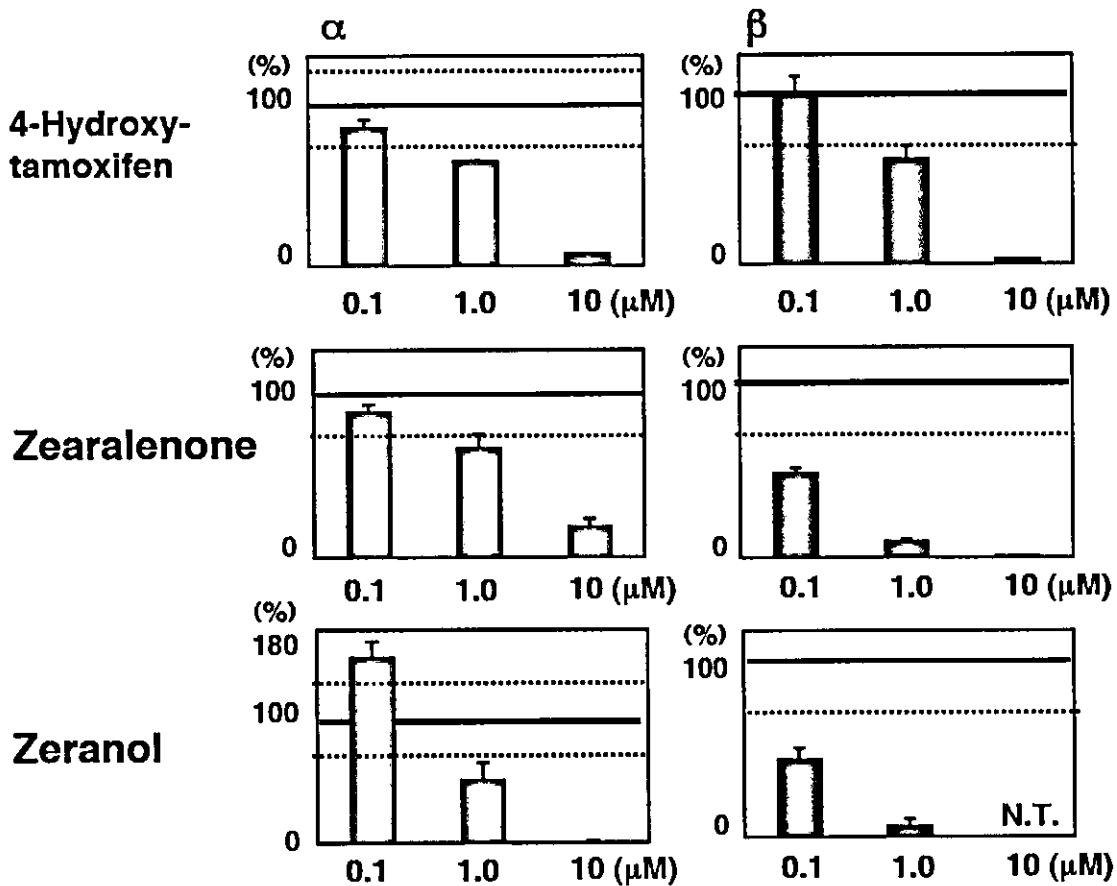 α β
(%) (%)
100 100
4-Hydroxy-
tamoxifen
0 0
0.1 1.0 10 (μM) 0.1 1.0 10 (μM)
(%) (%)
100 100
Zearalenone
0 0
0.1 1.0 10 (μM) 0.1 1.0 10 (μM)
(%) (%)
180
100 100
Zeranol
N.T.
0 0
0.1 1.0 10 (μM) 0.1 1.0 10 (μM)